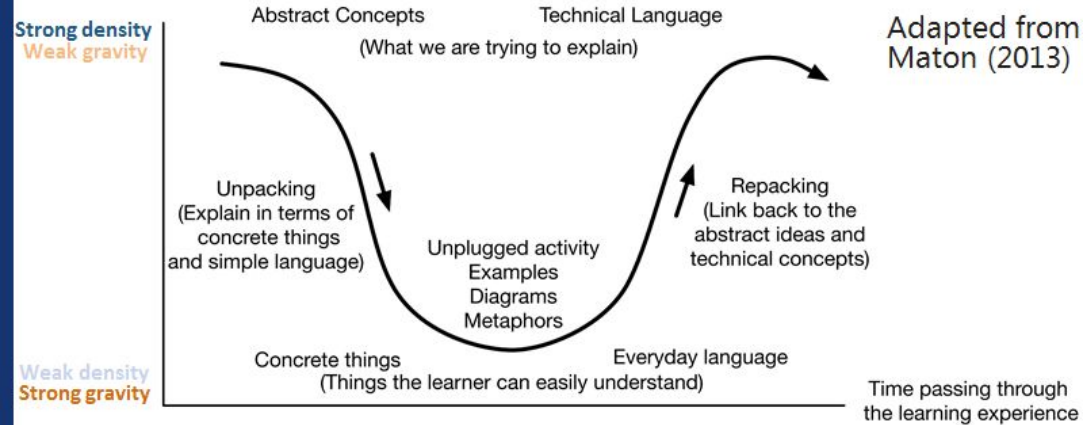 Strong density
Weak gravity
Abstract Concepts
Technical Language
(What we are trying to explain)
Adapted from
Maton (2013)
Unpacking
(Explain in terms of
concrete things
and simple language)
Unplugged activity
Examples
Diagrams
Metaphors
Repacking
(Link back to the
abstract ideas and
technical concepts)
Concrete things
Everyday language
(Things the learner can easily understand)
Weak density
Strong gravity
Time passing through
the learning experience